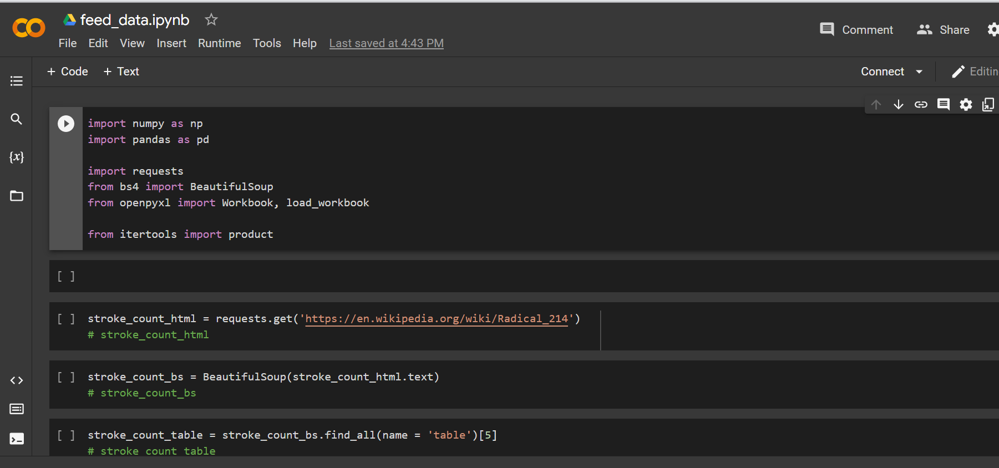 feed_data.ipynb
File Edit View Insert Runtime Tools Help Last saved at 4:43 PM
Comment Share
+ Code + Text
Connect Editin
import numpy as np
import pandas as pd
import requests
from bs4 import BeautifulSoup
from openpyxl import Workbook, load_workbook
from itertools import product
[ ]
[ ] stroke_count_html = requests.get('https://en.wikipedia.org/wiki/Radical_214')
# stroke_count_html
[ ] stroke_count_bs = BeautifulSoup(stroke_count_html.text)
# stroke_count_bs
[ ] stroke_count_table = stroke_count_bs.find_all(name = 'table')[5]
# stroke count table